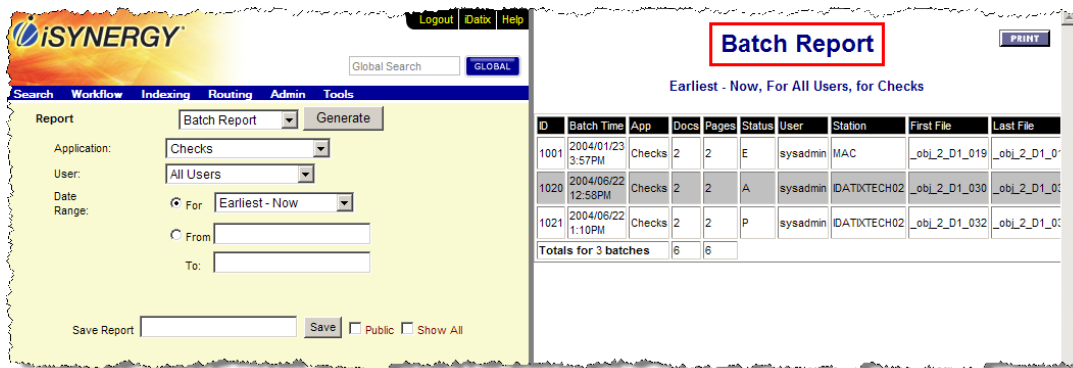 iSYNERGY
Logout iDatix Help
Global Search GLOBAL
Search Workflow Indexing Routing Admin Tools
Report Batch Report Generate
Application: Checks
User: All Users
Date Range: For Earliest - Now
From
To:
Save Report Save Public Show All
Batch Report
PRINT
Earliest - Now, For All Users, for Checks
ID Batch Time App Docs Pages Status User Station First File Last File
1001 2004/01/23 3:57PM Checks 2 2 E sysadmin MAC _obj_2_D1_019 _obj_2_D1_01
1020 2004/06/22 12:58PM Checks 2 2 A sysadmin IDATIXTECH02 _obj_2_D1_030 _obj_2_D1_03
1021 2004/06/22 1:10PM Checks 2 2 P sysadmin IDATIXTECH02 _obj_2_D1_032 _obj_2_D1_03
Totals for 3 batches 6 6